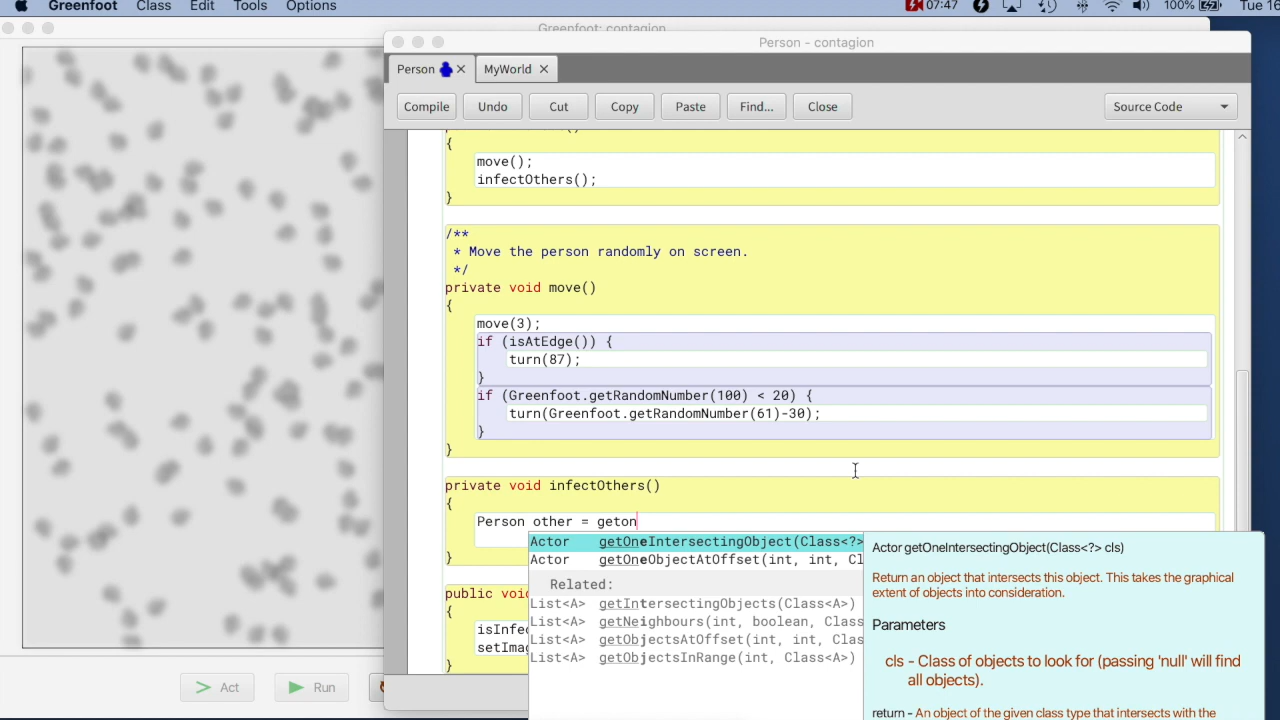 Greenfoot Class Edit Tools Options 07:47 100% Tue 16
Greenfoot: contagion
Person - contagion
Person MyWorld
Compile Undo Cut Copy Paste Find... Close Source Code
{
move();
infectOthers();
}
/**
* Move the person randomly on screen.
*/
private void move()
{
move(3);
if (isAtEdge()) {
turn(87);
}
if (Greenfoot.getRandomNumber(100) < 20) {
turn(Greenfoot.getRandomNumber(61)-30);
}
}
private void infectOthers()
{
Person other = geton
}
Actor getOneIntersectingObject(Class<?>
Actor getOneObjectAtOffset(int, int, Cl
Related:
List<A> getIntersectingObjects(Class<A>)
List<A> getNeighbours(int, boolean, Class
List<A> getObjectsAtOffset(int, int, Clas
List<A> getObjectsInRange(int, Class<A>)
Actor getOneIntersectingObject(Class<?> cls)
Return an object that intersects this object. This takes the graphical
extent of objects into consideration.
Parameters
cls - Class of objects to look for (passing 'null' will find
all objects).
return - An object of the given class type that intersects with the
public voi
{
isInfec
setImag
}
Act Run